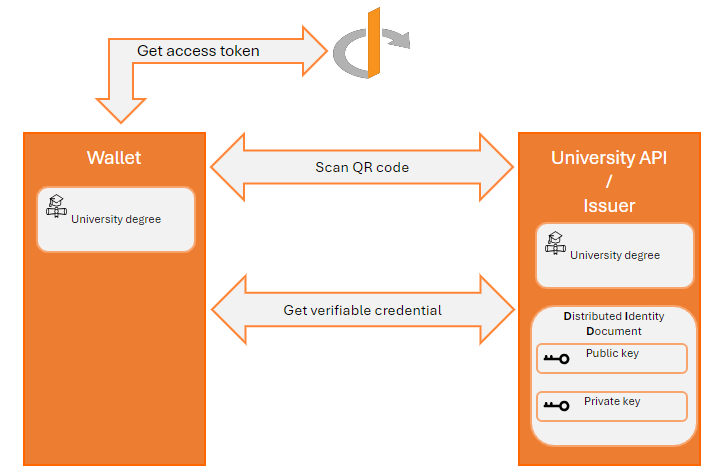 Get access token
Wallet
University degree
Scan QR code
Get verifiable credential
University API
/
Issuer
University degree
Distributed Identity
Document
Public key
Private key